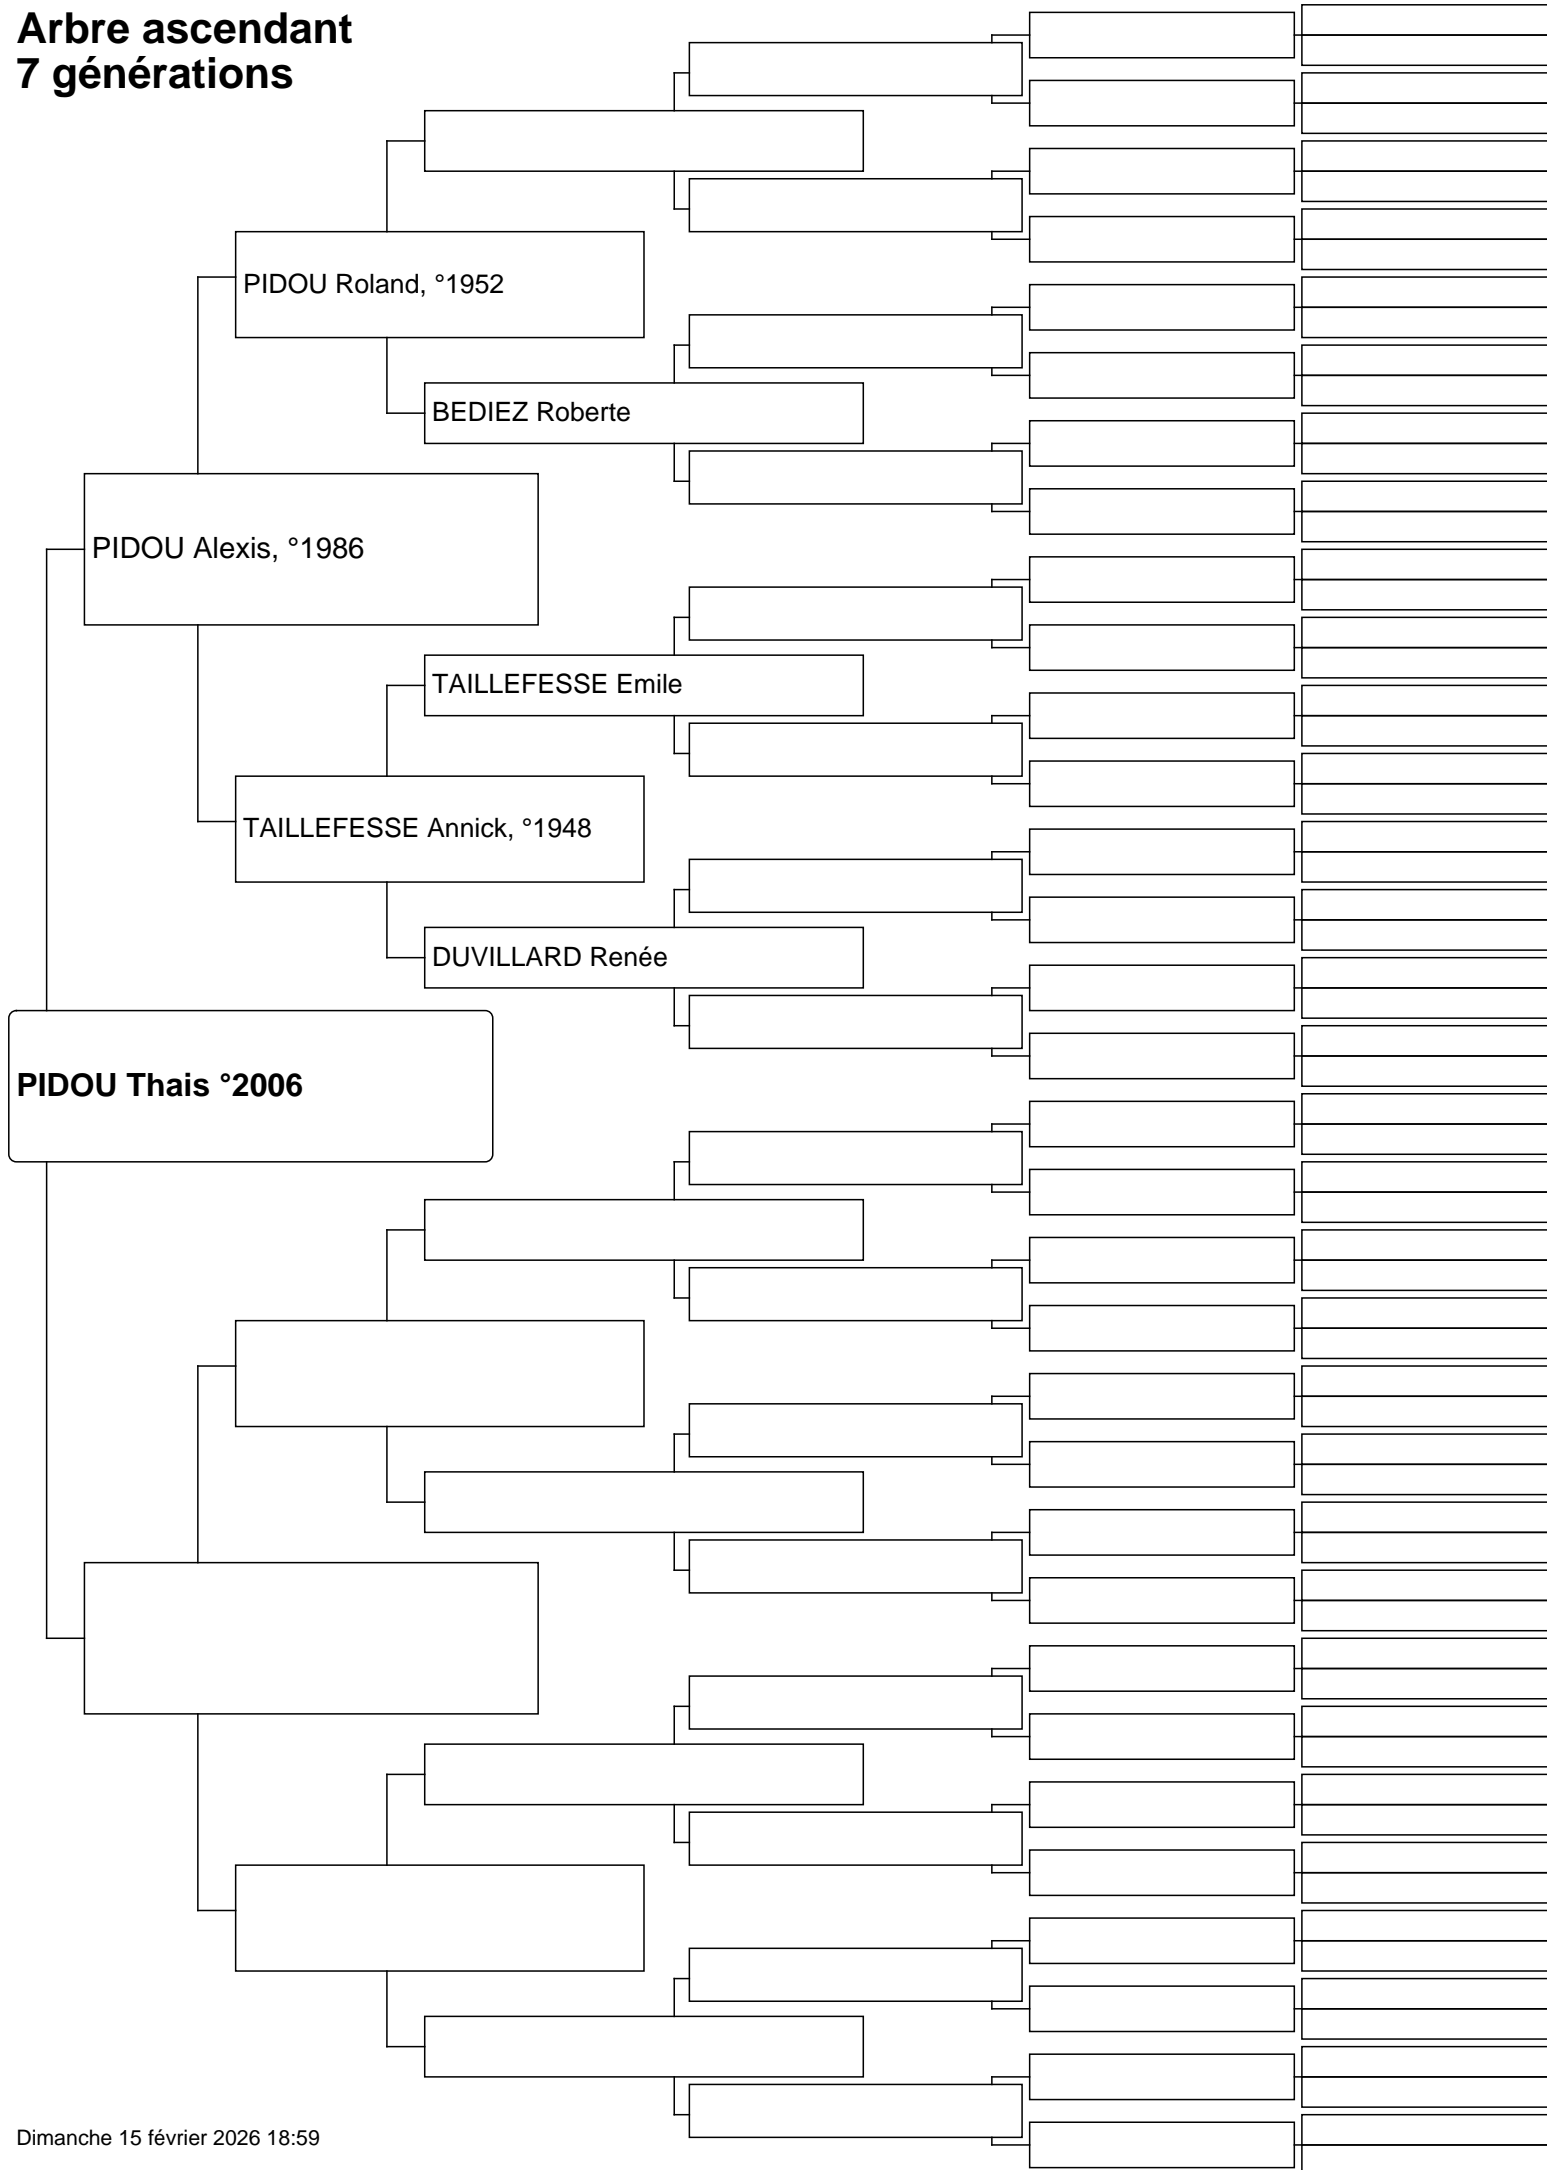 Arbre ascendant
7 générations
PIDOU Roland, °1952
BEDIEZ Roberte
PIDOU Alexis, °1986
TAILLEFESSE Emile
TAILLEFESSE Annick, °1948
DUVILLARD Renée
PIDOU Thais °2006
Dimanche 15 février 2026 18:59